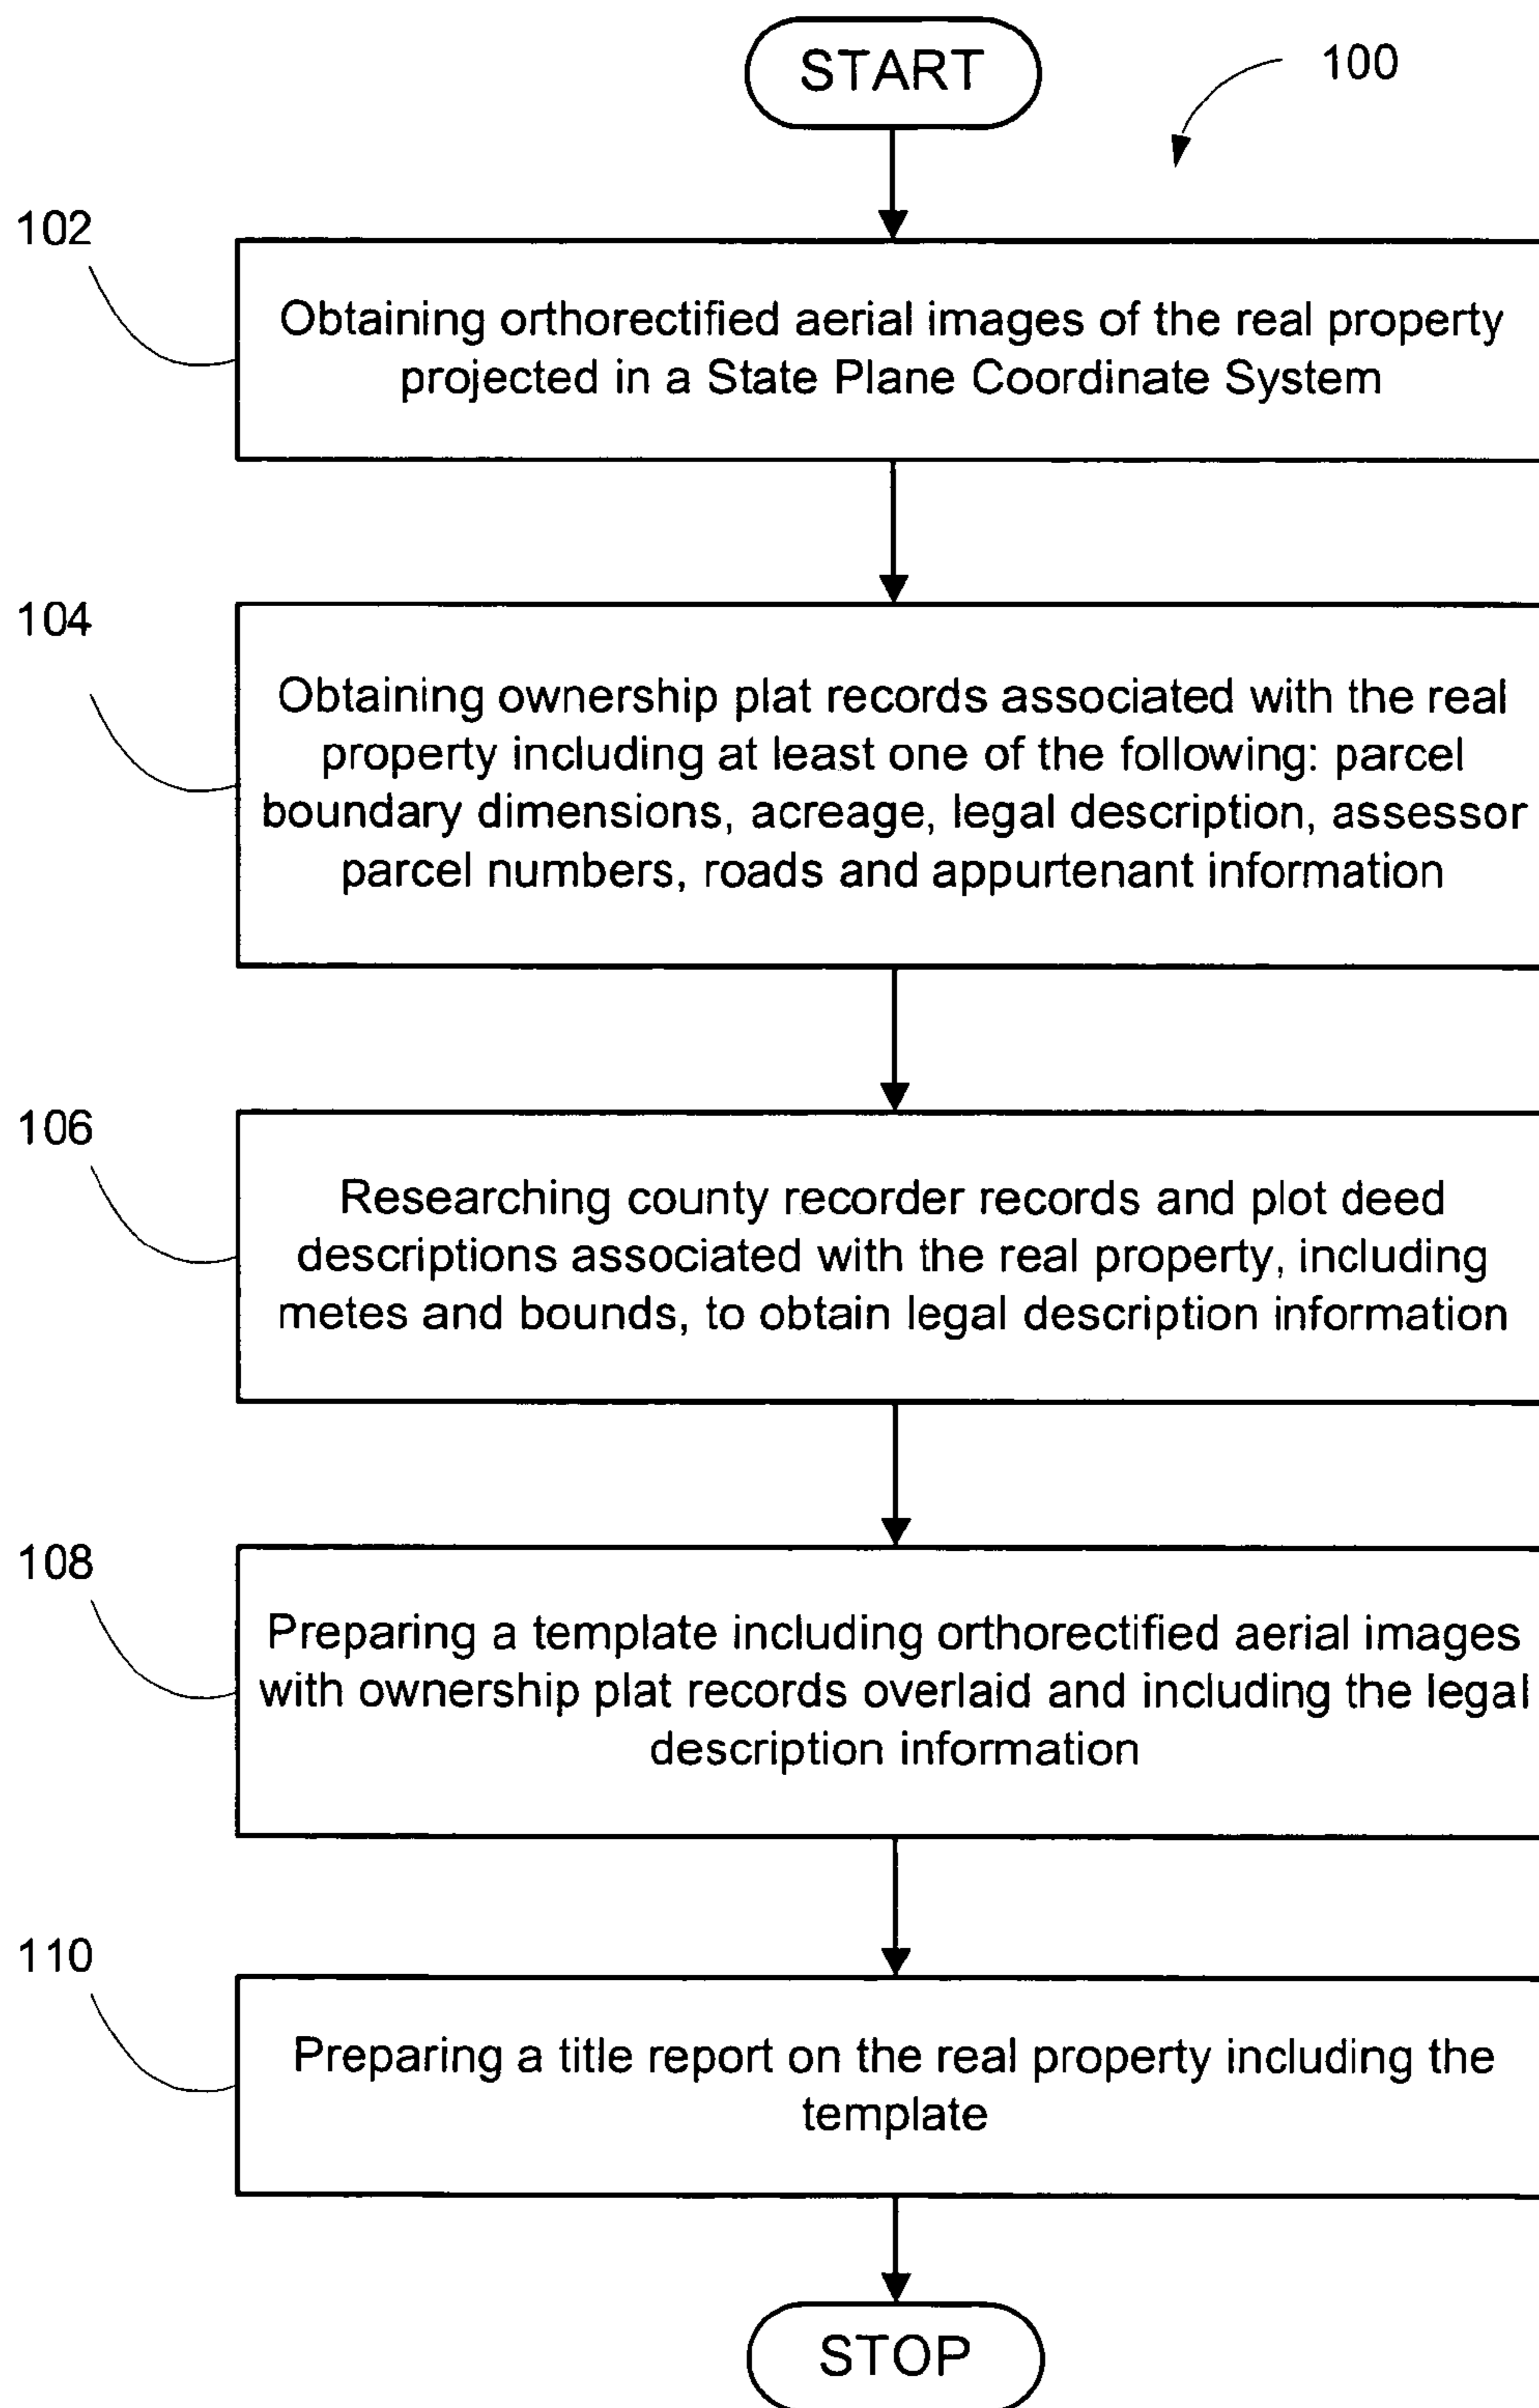 START
100
102
Obtaining orthorectified aerial images of the real property
projected in a State Plane Coordinate System
104
Obtaining ownership plat records associated with the real
property including at least one of the following: parcel
boundary dimensions, acreage, legal description, assessor
parcel numbers, roads and appurtenant information
106
Researching county recorder records and plot deed
descriptions associated with the real property, including
metes and bounds, to obtain legal description information
108
Preparing a template including orthorectified aerial images
with ownership plat records overlaid and including the legal
description information
110
Preparing a title report on the real property including the
template
STOP